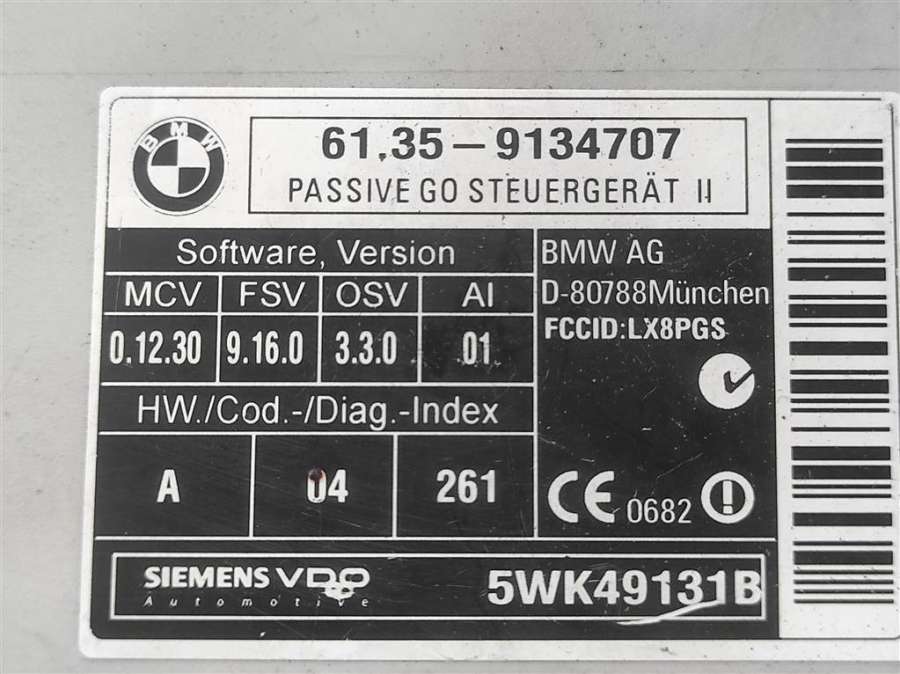 BMW
61.35-9134707
PASSIVE GO STEUERGERÄT II
Software, Version
MCV FSV OSV AI
0.12.30 9.16.0 3.3.0 01
HW./Cod.-/Diag.-Index
A 04 261
BMW AG
D-80788München
FCCID:LX8PGS
CE 0682
SIEMENS VDO
Automotive
5WK49131B